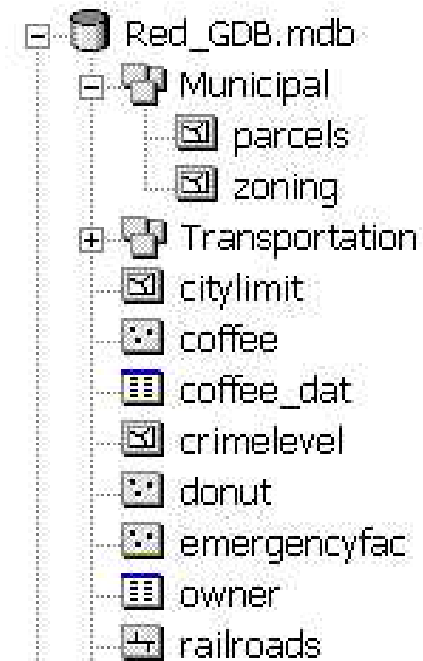 Red_GDB.mdb
Municipal
parcels
zoning
Transportation
citylimit
coffee
coffee_dat
crimelevel
donut
emergencyfac
owner
railroads